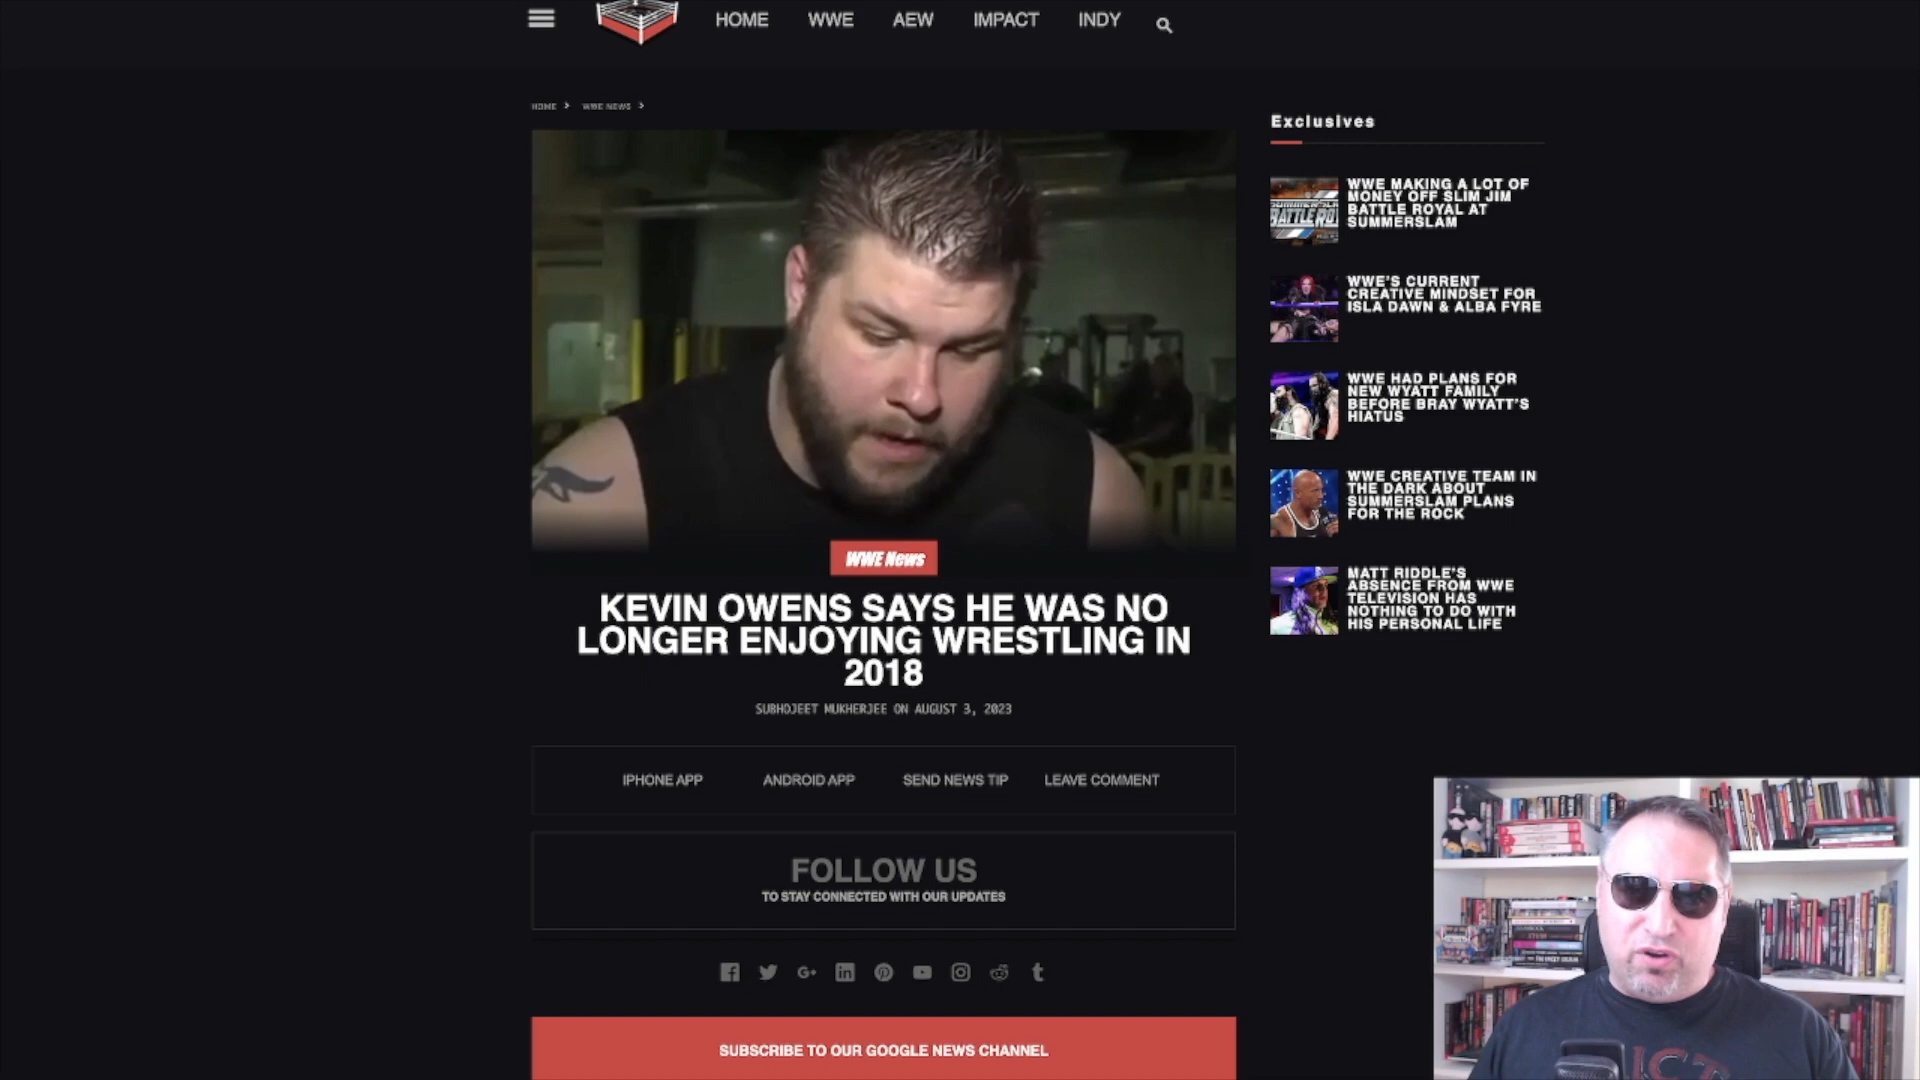 HOME WWE AEW IMPACT INDY
HOME WWE NEWS
WWE News
KEVIN OWENS SAYS HE WAS NO
LONGER ENJOYING WRESTLING IN
2018
SUBHOJEET MUKHERJEE ON AUGUST 3, 2023
IPHONE APP ANDROID APP SEND NEWS TIP LEAVE COMMENT
FOLLOW US
TO STAY CONNECTED WITH OUR UPDATES
SUBSCRIBE TO OUR GOOGLE NEWS CHANNEL
Exclusives
WWE MAKING A LOT OF
MONEY OFF SLIM JIM
BATTLE ROYAL AT
SUMMERSLAM
WWE'S CURRENT
CREATIVE MINDSET FOR
ISLA DAWN & ALBA FYRE
WWE HAD PLANS FOR
NEW WYATT FAMILY
BEFORE BRAY WYATT'S
HIATUS
WWE CREATIVE TEAM IN
THE DARK ABOUT
SUMMERSLAM PLANS
FOR THE ROCK
MATT RIDDLE'S
ABSENCE FROM WWE
TELEVISION HAS
NOTHING TO DO WITH
HIS PERSONAL LIFE